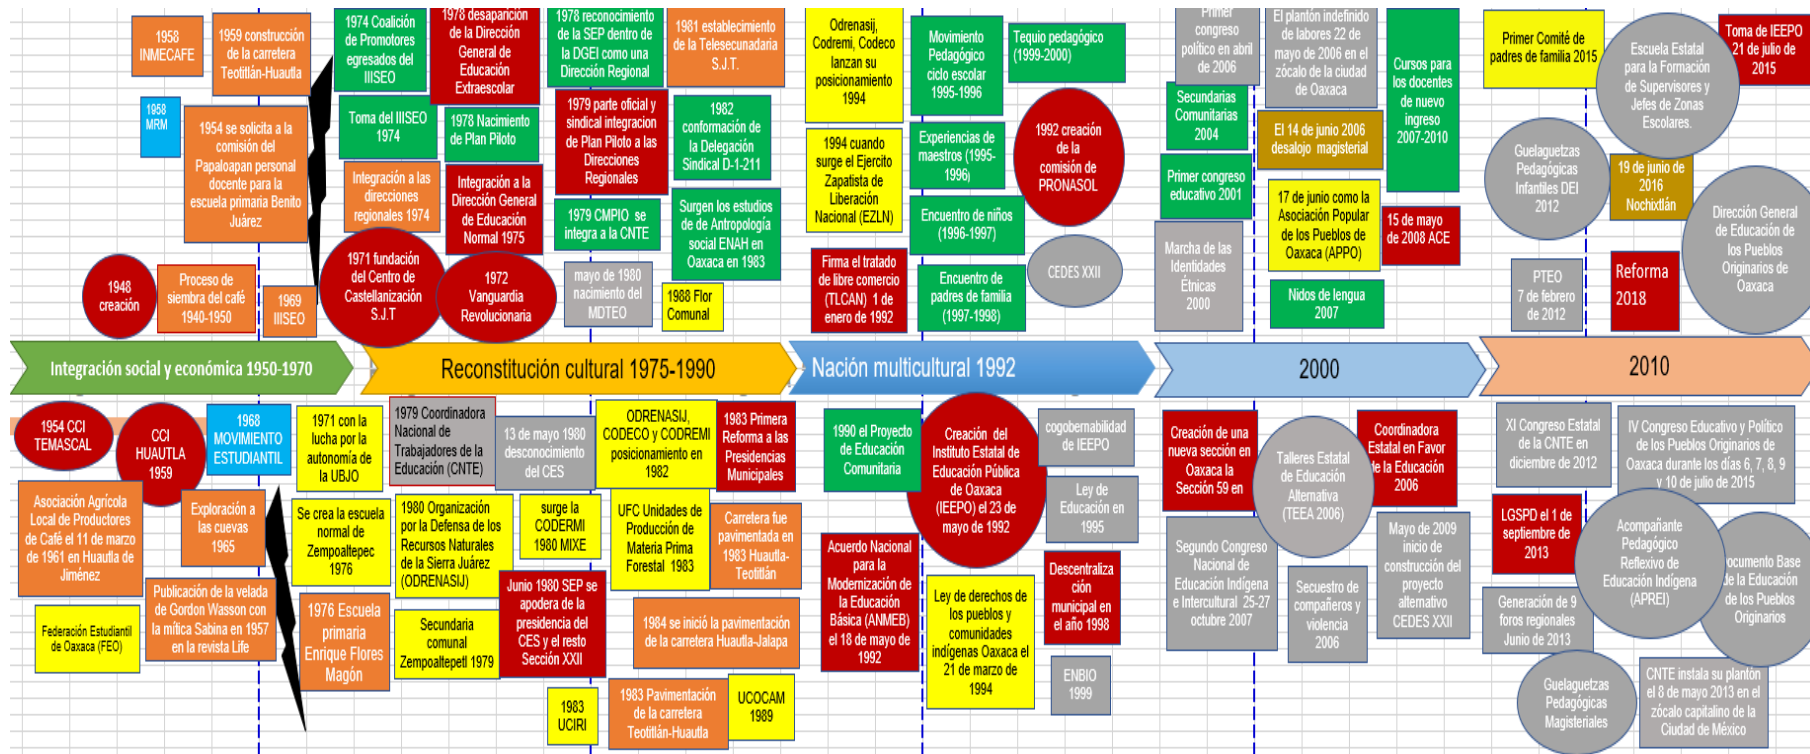 1958
INMECAFE
1959 construcción
de la carretera
Teotitlán-Huautla
1958
MRM
1954 se solicita a la
comisión del
Papaloapan personal
docente para la
escuela primaria Benito
Juárez
1948
creación
Proceso de
siembra del café
1940-1950
1969
IIISEO
1974 Coalición
de Promotores
egresados del
IIISEO
Toma del IIISEO
1974
Integración a las
direcciones
regionales 1974
1971 fundación
del Centro de
Castellanización
S.J.T
1978 desaparición
de la Dirección
General de
Educación
Extraescolar
1978 Nacimiento
de Plan Piloto
Integración a la
Dirección General
de Educación
Normal 1975
1972
Vanguardia
Revolucionaria
1978 reconocimiento
de la SEP dentro de
la DGEI como una
Dirección Regional
1979 parte oficial y
sindical integracion
de Plan Piloto a las
Direcciones
Regionales
1979 CMPIO se
integra a la CNTE
mayo de 1980
nacimiento del
MDTEO
1981 establecimiento
de la Telesecunadaria
S.J.T.
1982
conformación de
la Delegación
Sindical D-1-211
Surgen los estudios
de de Antropología
social ENAH en
Oaxaca en 1983
1988 Flor
Comunal
Odrenasij,
Codremi, Codeco
lanzan su
posicionamiento
1994
1994 cuando
surge el Ejercito
Zapatista de
Liberación
Nacional (EZLN)
Firma el tratado
de libre comercio
(TLCAN) 1 de
enero de 1992
Movimiento
Pedagógico
ciclo escolar
1995-1996
Experiencias de
maestros (1995-
1996)
Encuentro de niños
(1996-1997)
Encuentro de
padres de familia
(1997-1998)
Tequio pedagógico
(1999-2000)
1992 creación
de la
comisión de
PRONASOL
CEDES XXII
Primer
congreso
político en abril
de 2006
Secundarias
Comunitarias
2004
Primer congreso
educativo 2001
Marcha de las
Identidades
Étnicas
2000
El plantón indefinido
de labores 22 de
mayo de 2006 en el
zócalo de la ciudad
de Oaxaca
El 14 de junio 2006
desalojo magisterial
17 de junio como la
Asociación Popular
de los Pueblos de
Oaxaca (APPO)
Nidos de lengua
2007
Cursos para
los docentes
de nuevo
ingreso
2007-2010
15 de mayo
de 2008 ACE
Primer Comité de
padres de familia 2015
Guelaguetzas
Pedagógicas
Infantiles DEI
2012
PTEO
7 de febrero
de 2012
Escuela Estatal
para la Formación
de Supervisores y
Jefes de Zonas
Escolares.
19 de junio de
2016
Nochixtlán
Reforma
2018
Toma de IEEPO
21 de julio de
2015
Dirección General
de Educación de
los Pueblos
Originarios de
Oaxaca
Integración social y económica 1950-1970
Reconstitución cultural 1975-1990
Nación multicultural 1992
2000
2010
1954 CCI
TEMASCAL
CCI
HUAUTLA
1959
1968
MOVIMIENTO
ESTUDIANTIL
Asociación Agrícola
Local de Productores
de Café el 11 de marzo
de 1961 en Huautla de
Jiménez
Exploración a
las cuevas
1965
Federación Estudiantil
de Oaxaca (FEO)
Publicación de la velada
de Gordon Wasson con
la mítica Sabina en 1957
en la revista Life
1971 con la
lucha por la
autonomía de
la UBJO
Se crea la escuela
normal de
Zempoaltepec
1976
1976 Escuela
primaria
Enrique Flores
Magón
1979 Coordinadora
Nacional de
Trabajadores de la
Educación (CNTE)
1980 Organización
por la Defensa de los
Recursos Naturales
de la Sierra Juárez
(ODRENASIJ)
Secundaria
comunal
Zempoaltepetl 1979
13 de mayo 1980
desconocimiento
del CES
surge la
CODERMI
1980 MIXE
Junio 1980 SEP se
apodera de la
presidencia del
CES y el resto
Sección XXII
1983
UCIRI
ODRENASIJ,
CODECO y CODREMI
posicionamiento en
1982
UFC Unidades de
Producción de
Materia Prima
Forestal 1983
1984 se inició la pavimentación
de la carretera Huautla-Jalapa
1983 Pavimentación
de la carretera
Teotitlán-Huautla
1983 Primera
Reforma a las
Presidencias
Municipales
Carretera fue
pavimentada en
1983 Huautla-
Teotitlán
UCOCAM
1989
1990 el Proyecto
de Educación
Comunitaria
Acuerdo Nacional
para la
Modernización de
la Educación
Básica (ANMEB)
el 18 de mayo de
1992
Creación del
Instituto Estatal de
Educación Pública
de Oaxaca
(IEEPO) el 23 de
mayo de 1992
Ley de derechos de
los pueblos y
comunidades
indígenas Oaxaca el
21 de marzo de
1994
cogobernabilidad
de IEEPO
Ley de
Educación en
1995
Descentraliza
ción
municipal en
el año 1998
ENBIO
1999
Creación de una
nueva sección en
Oaxaca la
Sección 59 en
Segundo Congreso
Nacional de
Educación Indígena
e Intercultural 25-27
octubre 2007
Talleres Estatal
de Educación
Alternativa
(TEEA 2006)
Secuestro de
compañeros y
violencia
2006
Coordinadora
Estatal en Favor
de la Educación
2006
Mayo de 2009
inicio de
construcción del
proyecto
alternativo
CEDES XXII
XI Congreso Estatal
de la CNTE en
diciembre de 2012
LGSPD el 1 de
septiembre de
2013
Generación de 9
foros regionales
Junio de 2013
Guelaguetzas
Pedagógicas
Magisteriales
IV Congreso Educativo y Político
de los Pueblos Originarios de
Oaxaca durante los días 6, 7, 8, 9
y 10 de julio de 2015
Acompañante
Pedagógico
Reflexivo de
Educación Indígena
(APREI)
ocumento Base
de la Educación
de los Pueblos
Originarios
CNTE instala su plantón
el 8 de mayo 2013 en el
zócalo capitalino de la
Ciudad de México